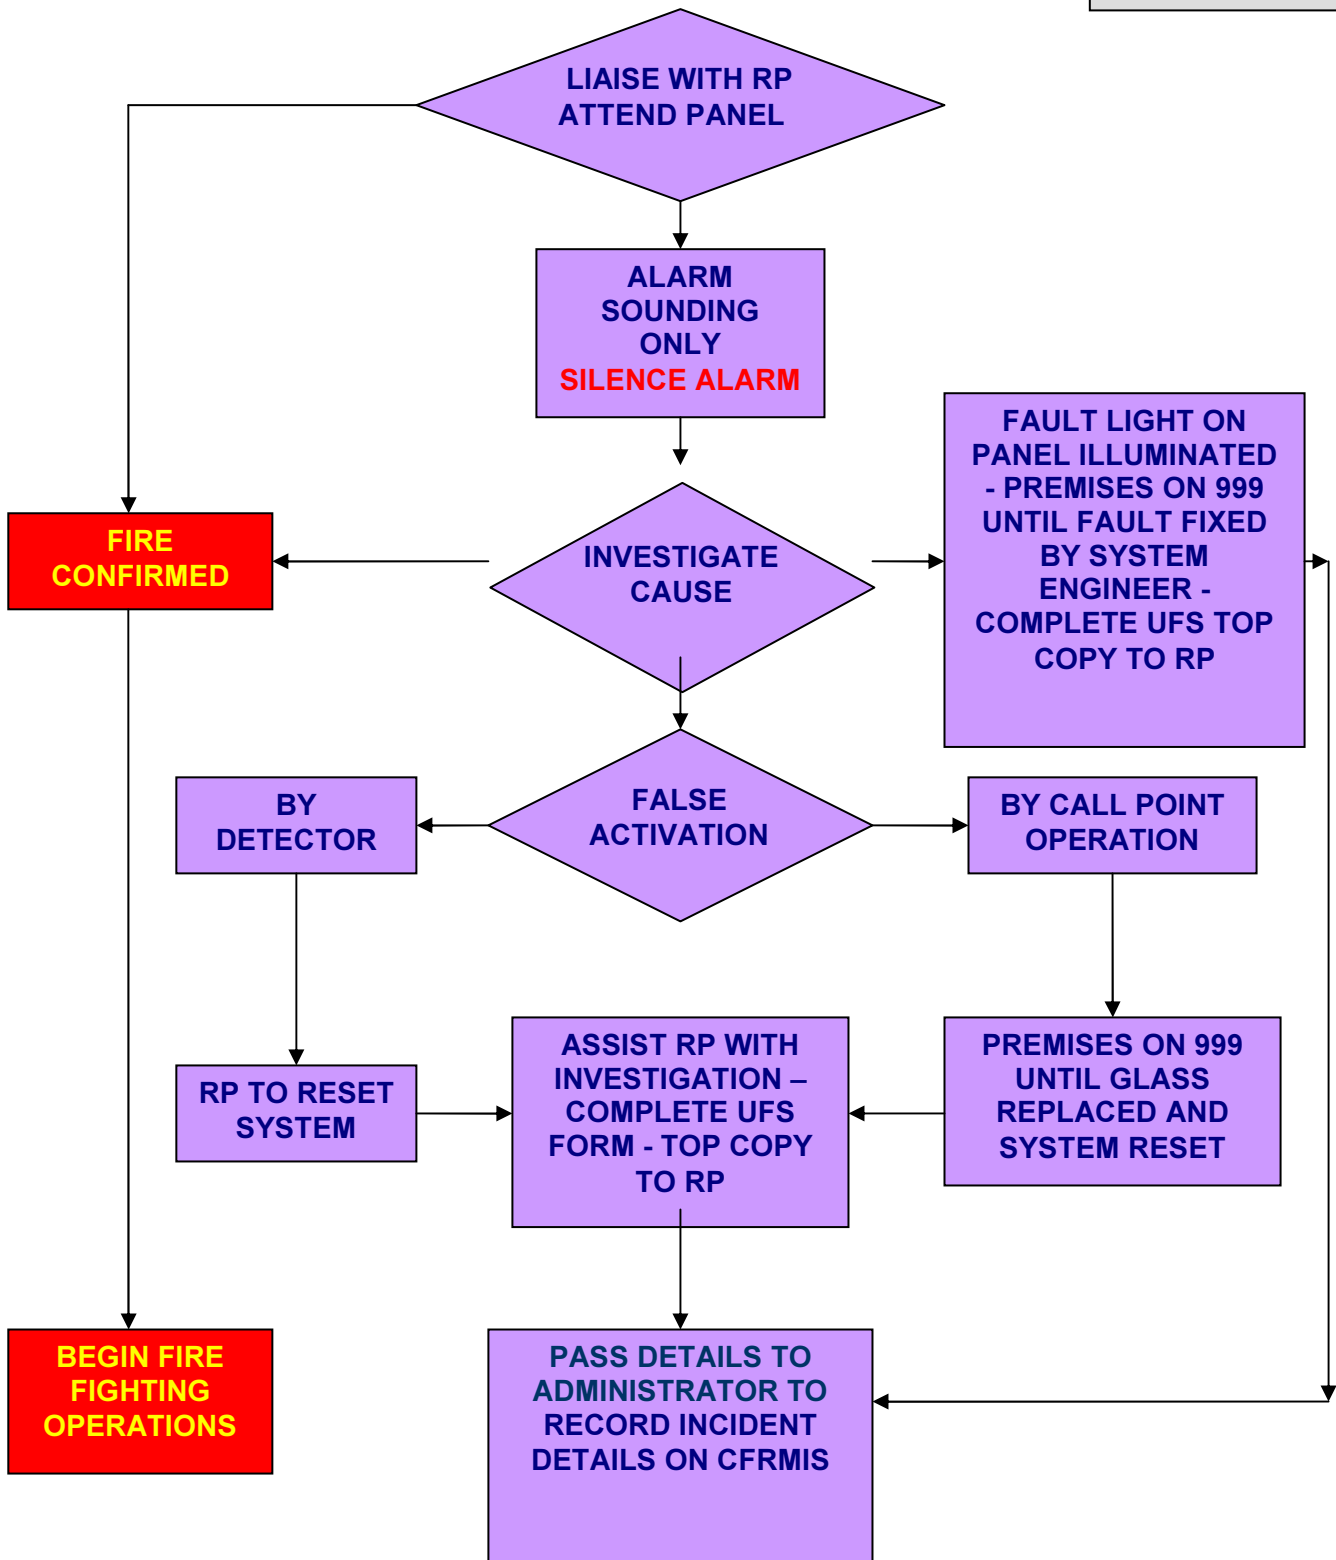 LIAISE WITH RP
ATTEND PANEL
ALARM
SOUNDING
ONLY
SILENCE ALARM
FAULT LIGHT ON
PANEL ILLUMINATED
- PREMISES ON 999
UNTIL FAULT FIXED
BY SYSTEM
ENGINEER -
COMPLETE UFS TOP
COPY TO RP
FIRE
CONFIRMED
INVESTIGATE
CAUSE
BY
DETECTOR
FALSE
ACTIVATION
BY CALL POINT
OPERATION
RP TO RESET
SYSTEM
ASSIST RP WITH
INVESTIGATION –
COMPLETE UFS
FORM - TOP COPY
TO RP
PREMISES ON 999
UNTIL GLASS
REPLACED AND
SYSTEM RESET
BEGIN FIRE
FIGHTING
OPERATIONS
PASS DETAILS TO
ADMINISTRATOR TO
RECORD INCIDENT
DETAILS ON CFRMIS